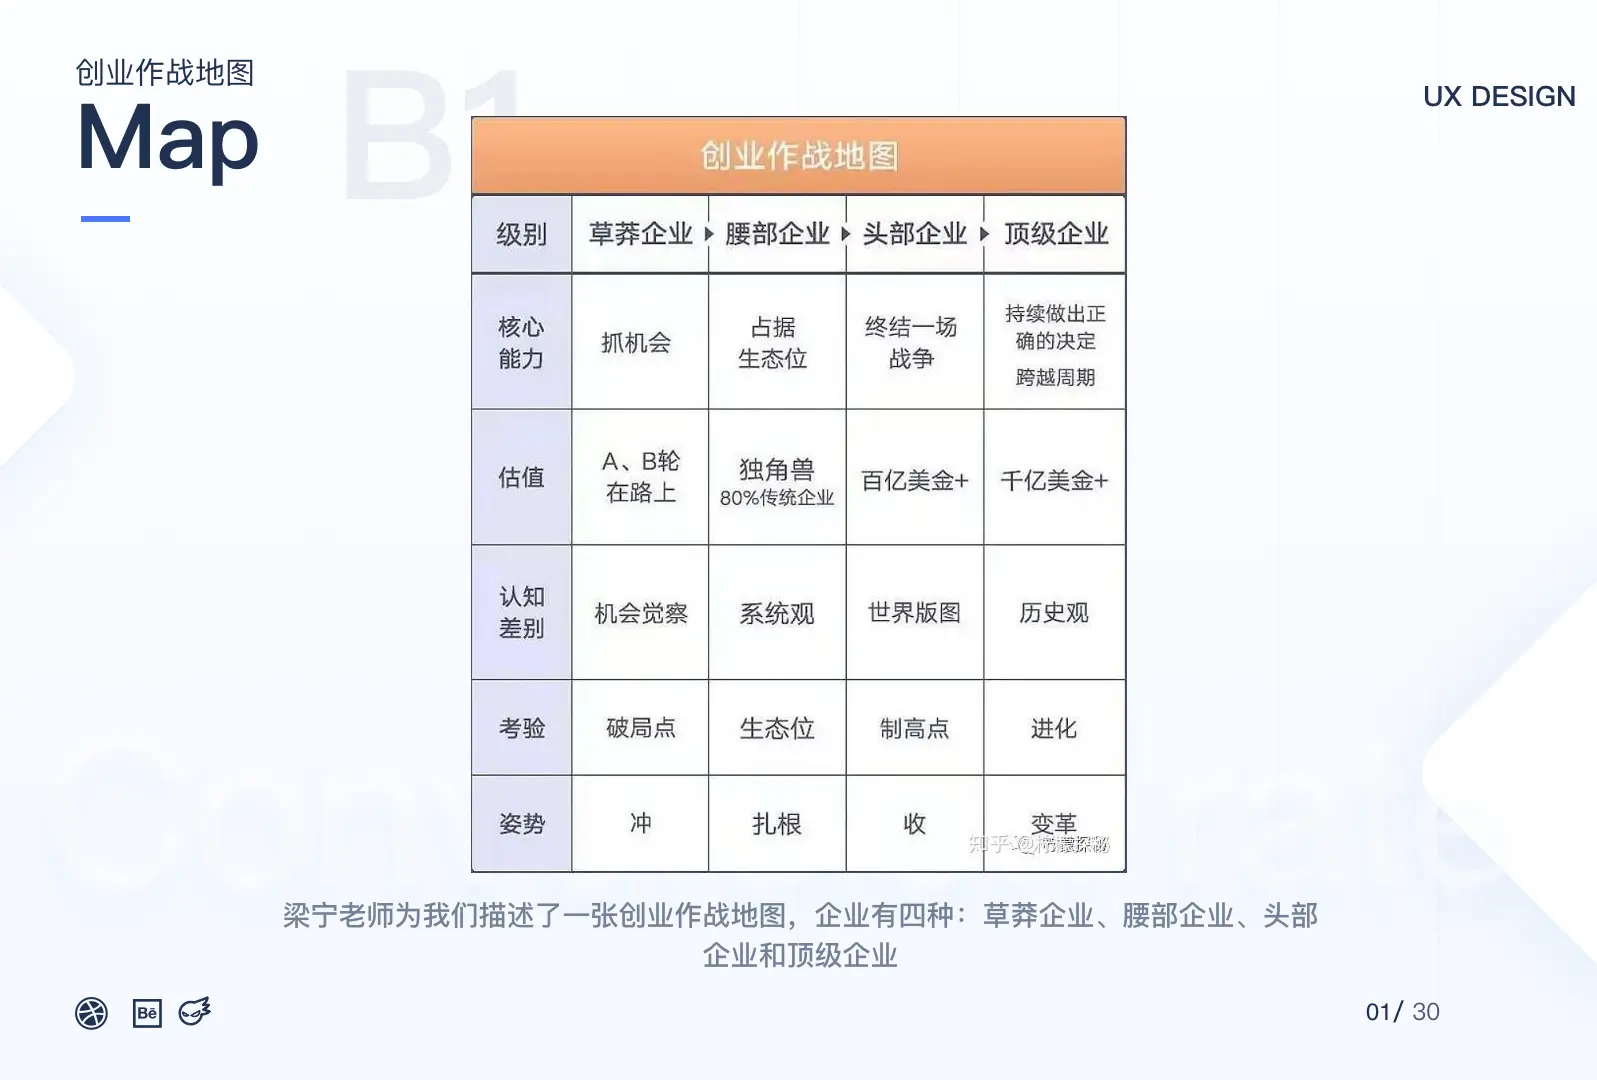 创业作战地图
Map
B1
UX DESIGN
创业作战地图
级别 草莽企业 腰部企业 头部企业 顶级企业
核心
能力
抓机会
占据
生态位
终结一场
战争
持续做出正
确的决定
跨越周期
估值
A、B轮
在路上
独角兽
80%传统企业
百亿美金+
千亿美金+
认知
差别
机会觉察
系统观
世界版图
历史观
考验 破局点 生态位 制高点 进化
姿势 冲 扎根 收 变革
知乎 @柠檬探秘
梁宁老师为我们描述了一张创业作战地图，企业有四种：草莽企业、腰部企业、头部
企业和顶级企业
Bē
01/ 30